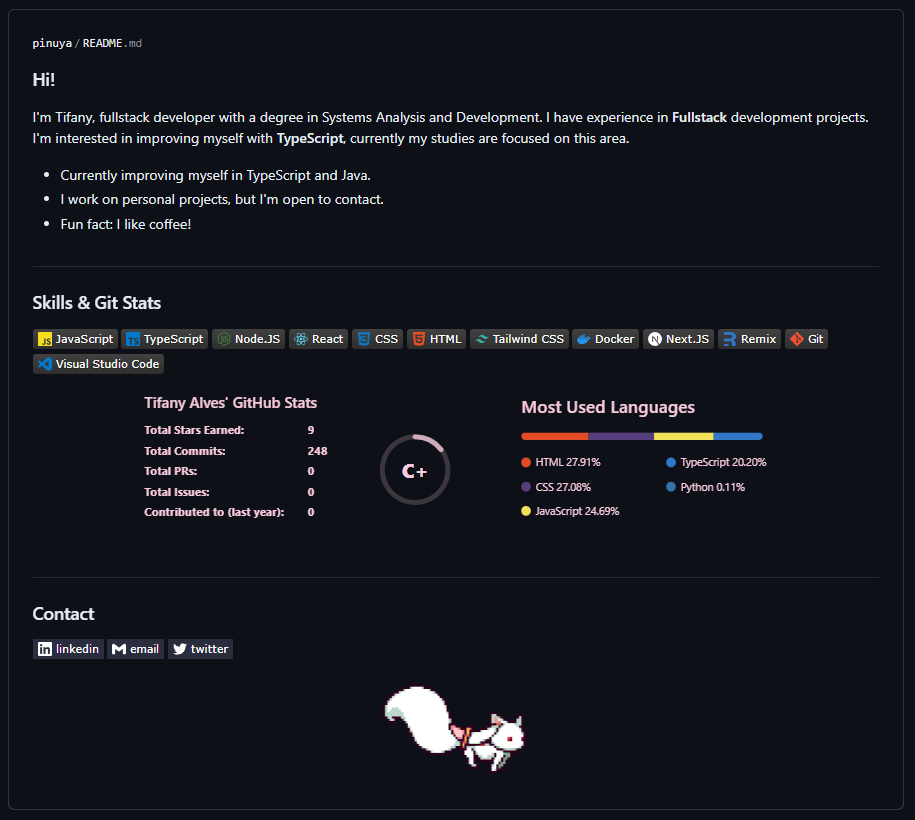 pinuya/README.md
Hi!
I'm Tifany, fullstack developer with a degree in Systems Analysis and Development. I have experience in Fullstack development projects.
I'm interested in improving myself with TypeScript, currently my studies are focused on this area.
Currently improving myself in TypeScript and Java.
I work on personal projects, but I'm open to contact.
Fun fact: I like coffee!
Skills & Git Stats
JS JavaScript TS TypeScript Node.JS React CSS HTML Tailwind CSS Docker N Next.JS Remix Git
Visual Studio Code
Tifany Alves' GitHub Stats
Total Stars Earned: 9
Total Commits: 248
Total PRs: 0
Total Issues: 0
Contributed to (last year): 0
C+
Most Used Languages
HTML 27.91%
CSS 27.08%
JavaScript 24.69%
TypeScript 20.20%
Python 0.11%
Contact
in linkedin M email twitter